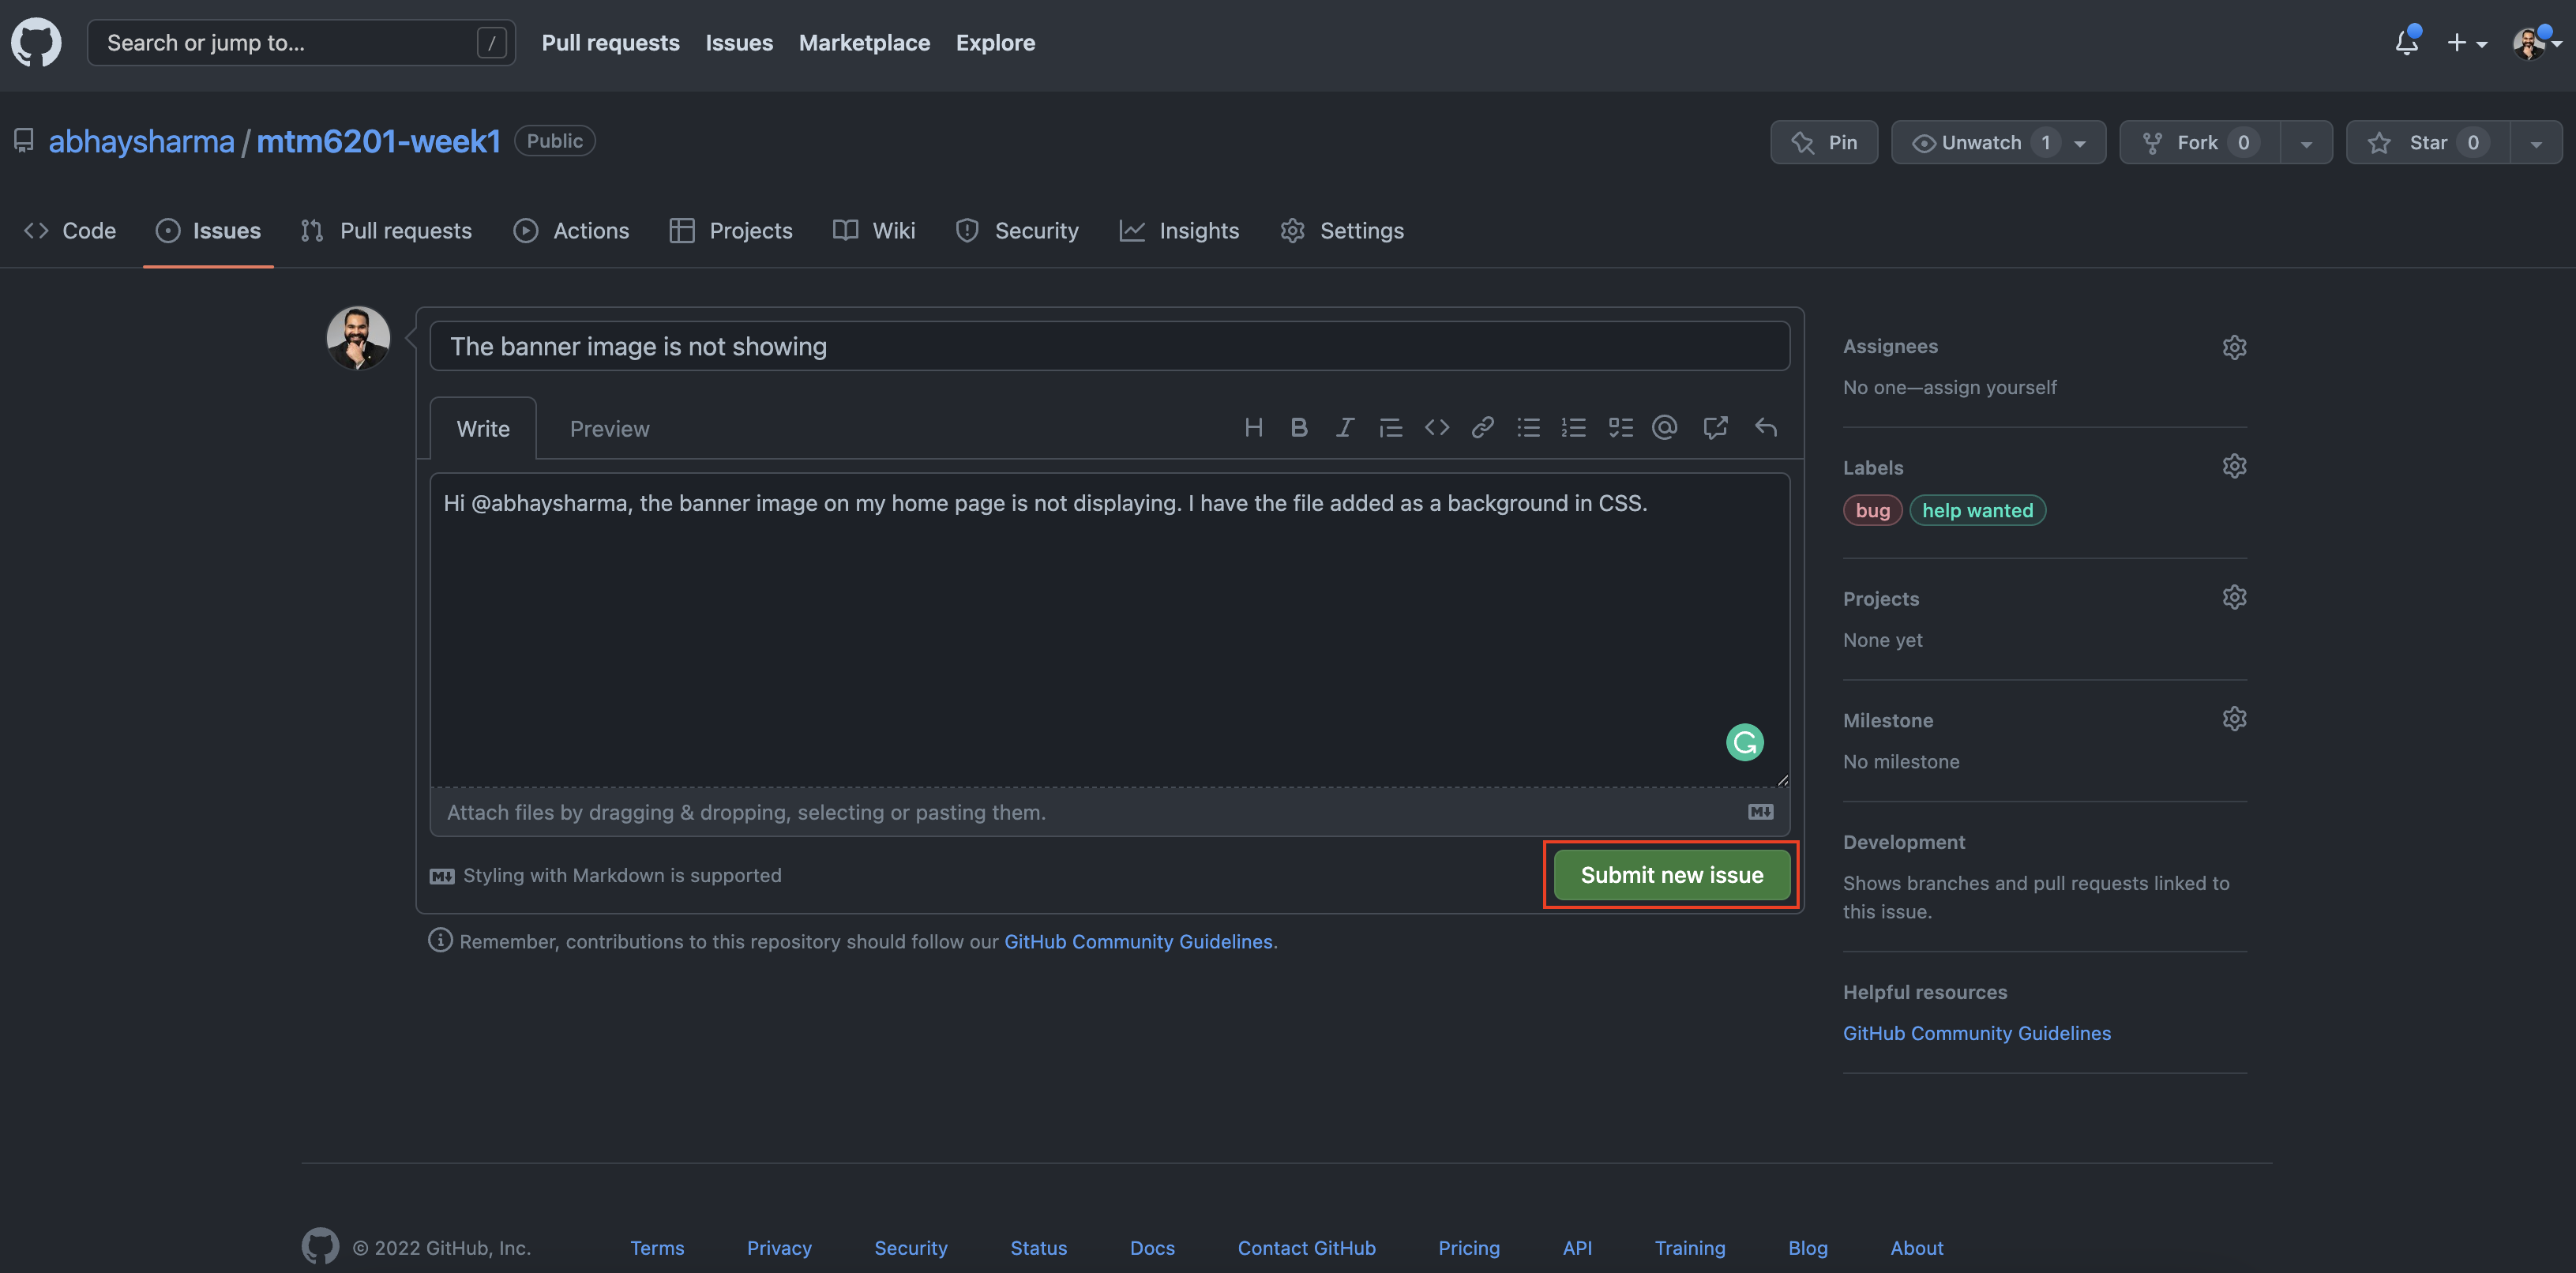 Search or jump to... / Pull requests Issues Marketplace Explore
abhaysharma / mtm6201-week1 Public Pin Unwatch 1 Fork 0 Star 0
Code Issues Pull requests Actions Projects Wiki Security Insights Settings
The banner image is not showing
Write Preview
Hi @abhaysharma, the banner image on my home page is not displaying. I have the file added as a background in CSS.
Attach files by dragging & dropping, selecting or pasting them.
Styling with Markdown is supported
Submit new issue
Remember, contributions to this repository should follow our GitHub Community Guidelines.
Assignees
No one—assign yourself
Labels
bug help wanted
Projects
None yet
Milestone
No milestone
Development
Shows branches and pull requests linked to
this issue.
Helpful resources
GitHub Community Guidelines
© 2022 GitHub, Inc. Terms Privacy Security Status Docs Contact GitHub Pricing API Training Blog About